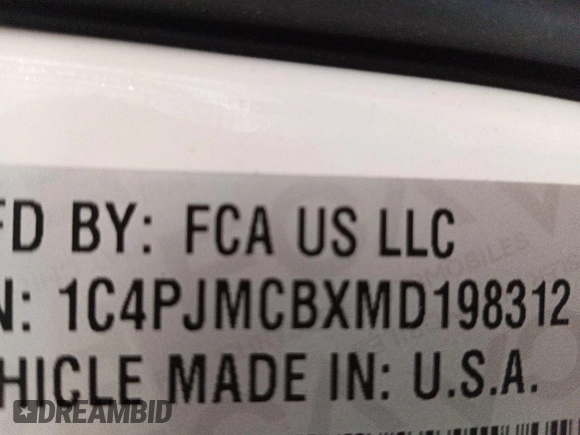 FD BY: FCA US LLC
N: 1C4PJMCBXMD198312
HICLE MADE IN: U.S.A.
DREAMBID